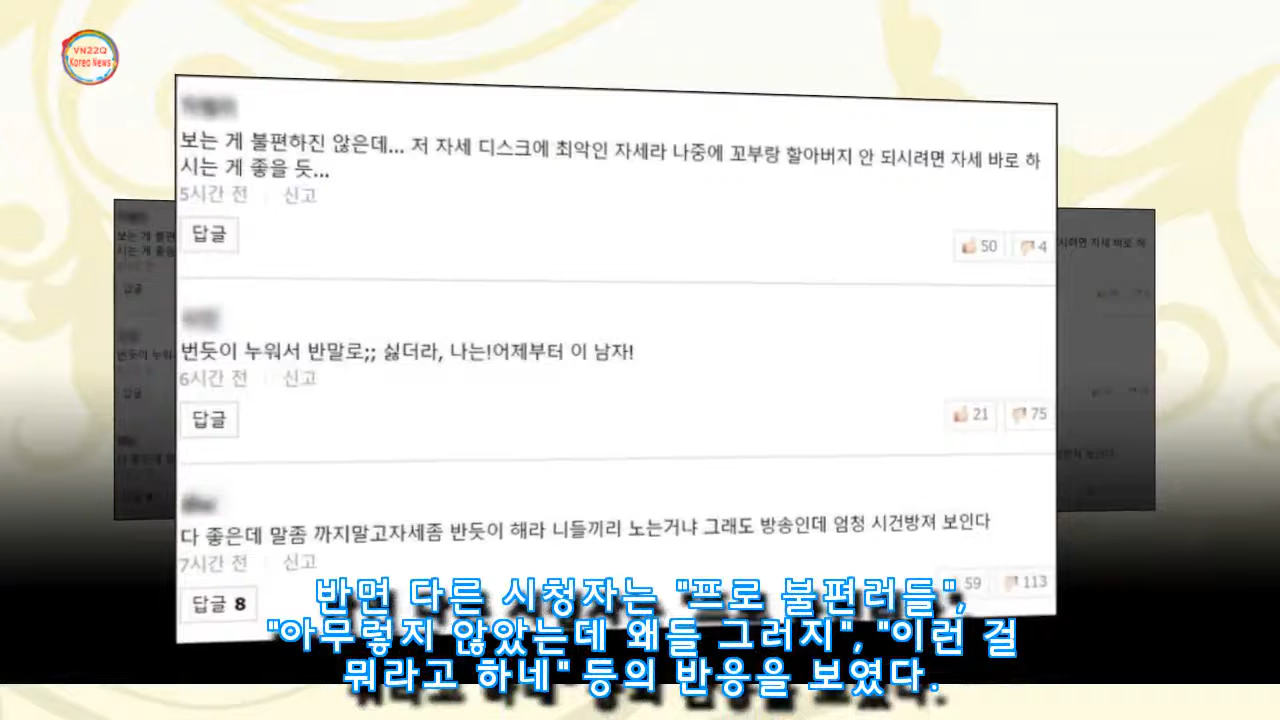 VN22Q
Korea News
보는 게 불편하진 않은데... 저 자세 디스크에 최악인 자세라 나중에 꼬부랑 할아버지 안 되시려면 자세 바로 하
시는 게 좋을 듯...
5시간 전 신고
답글
50 4
번듯이 누워서 반말로;; 싫더라, 나는!어제부터 이 남자!
6시간 전 신고
답글
21 75
다 좋은데 말좀 까지말고자세좀 반듯이 해라 니들끼리 노는거냐 그래도 방송인데 엄청 시건방져 보인다
7시간 전 신고
답글 8
59 113
반면 다른 시청자는 "프로 불편러들",
"아무렇지 않았는데 왜들 그러지", "이런 걸
뭐라고 하네" 등의 반응을 보였다.